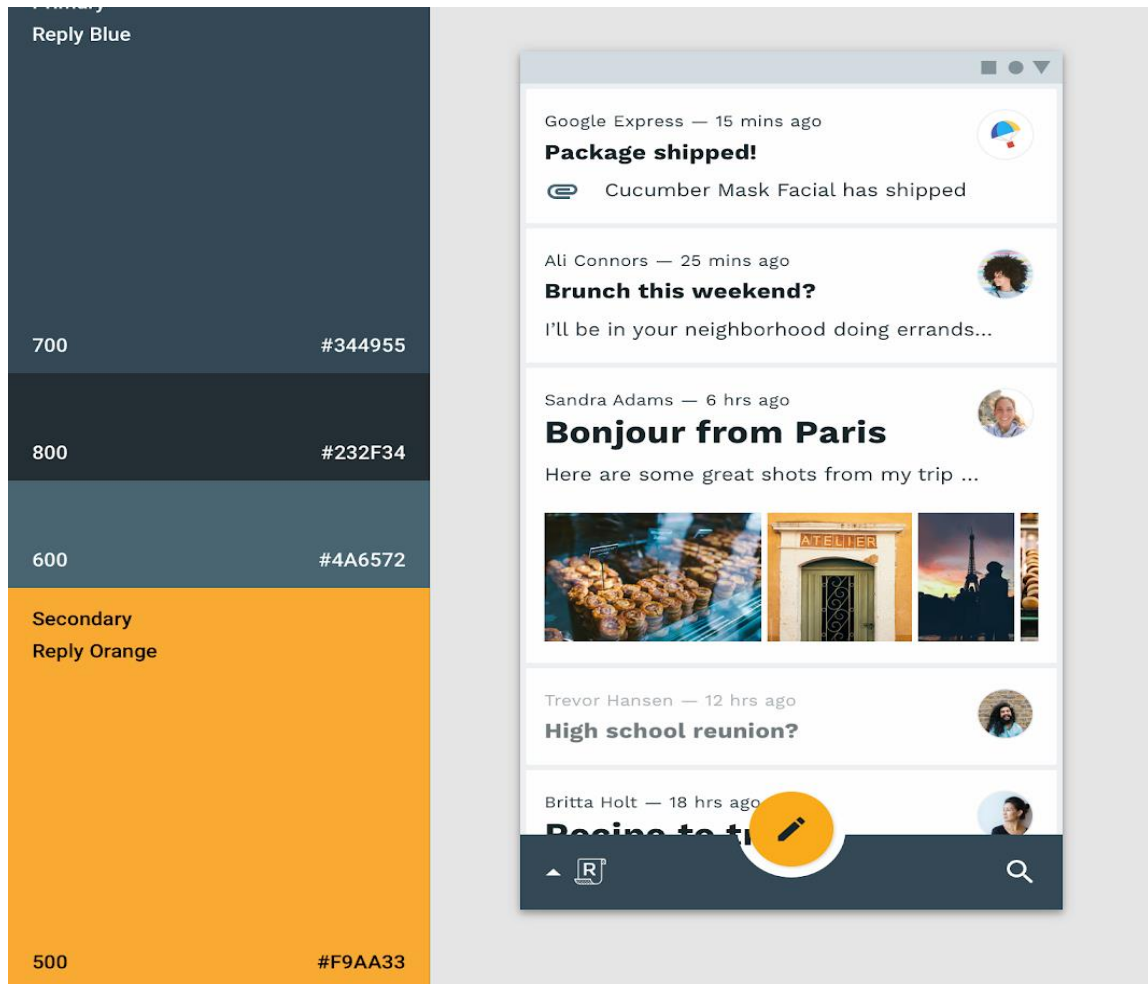 Primary
Reply Blue
700 #344955
800 #232F34
600 #4A6572
Secondary
Reply Orange
500 #F9AA33
Google Express — 15 mins ago
Package shipped!
Cucumber Mask Facial has shipped
Ali Connors — 25 mins ago
Brunch this weekend?
I’ll be in your neighborhood doing errands...
Sandra Adams — 6 hrs ago
Bonjour from Paris
Here are some great shots from my trip ...
ATELIER
Trevor Hansen — 12 hrs ago
High school reunion?
Britta Holt — 18 hrs ago
Recipe to
R